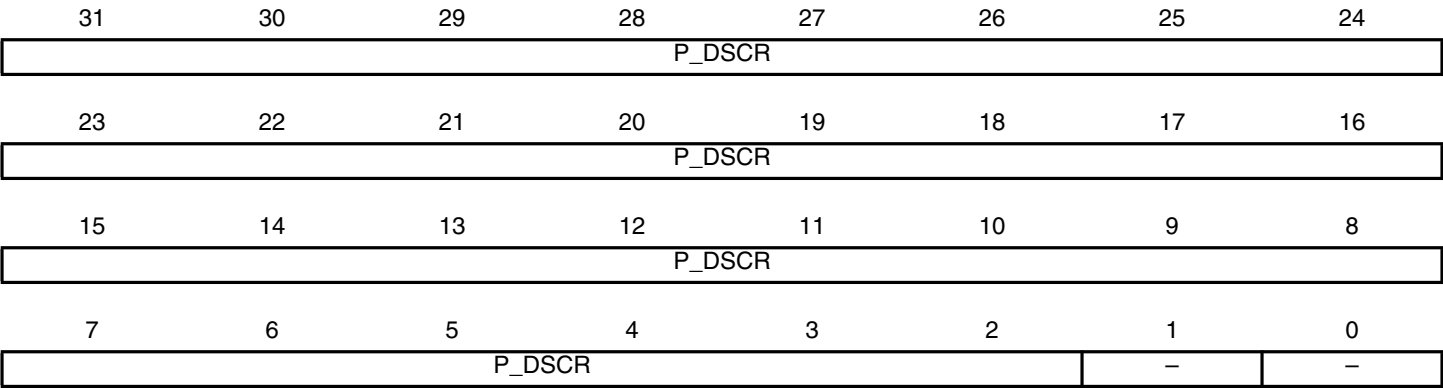 31 30 29 28 27 26 25 24
P_DSCR
23 22 21 20 19 18 17 16
P_DSCR
15 14 13 12 11 10 9 8
P_DSCR
7 6 5 4 3 2 1 0
P_DSCR – –